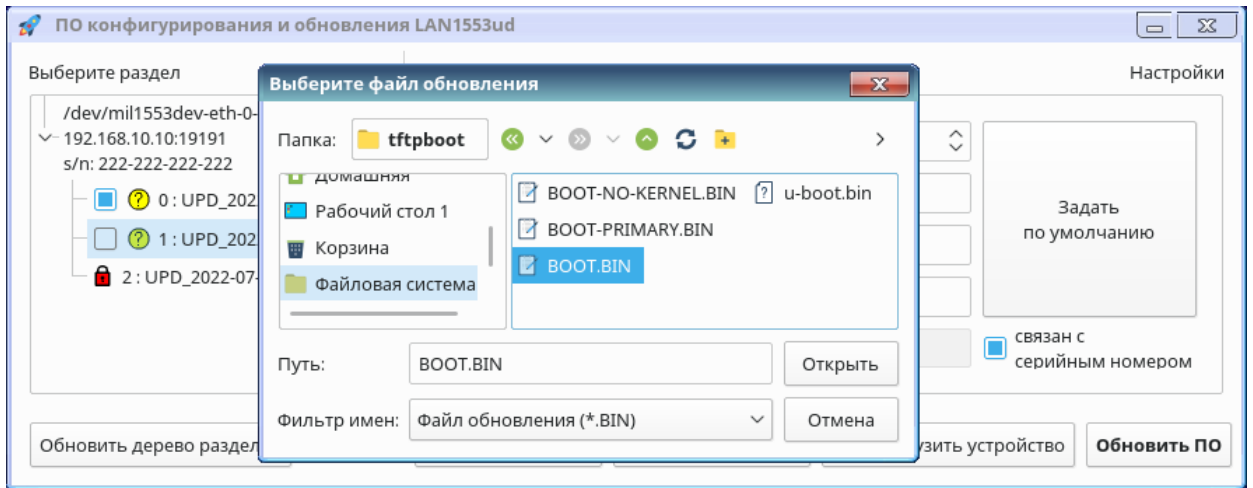 ПО конфигурирования и обновления LAN1553ud
Выберите раздел
Настройки
/dev/mil1553dev-eth-0-
192.168.10.10:19191
s/n: 222-222-222-222
0 : UPD_202
1 : UPD_202
2 : UPD_2022-07-
Выберите файл обновления
Папка: tftpboot
Домашняя
Рабочий стол 1
Корзина
Файловая система
BOOT-NO-KERNEL.BIN u-boot.bin
BOOT-PRIMARY.BIN
BOOT.BIN
Путь: BOOT.BIN Открыть
Фильтр имен: Файл обновления (*.BIN) Отмена
Задать
по умолчанию
связан с
серийным номером
Обновить дерево раздел
зить устройство
Обновить ПО